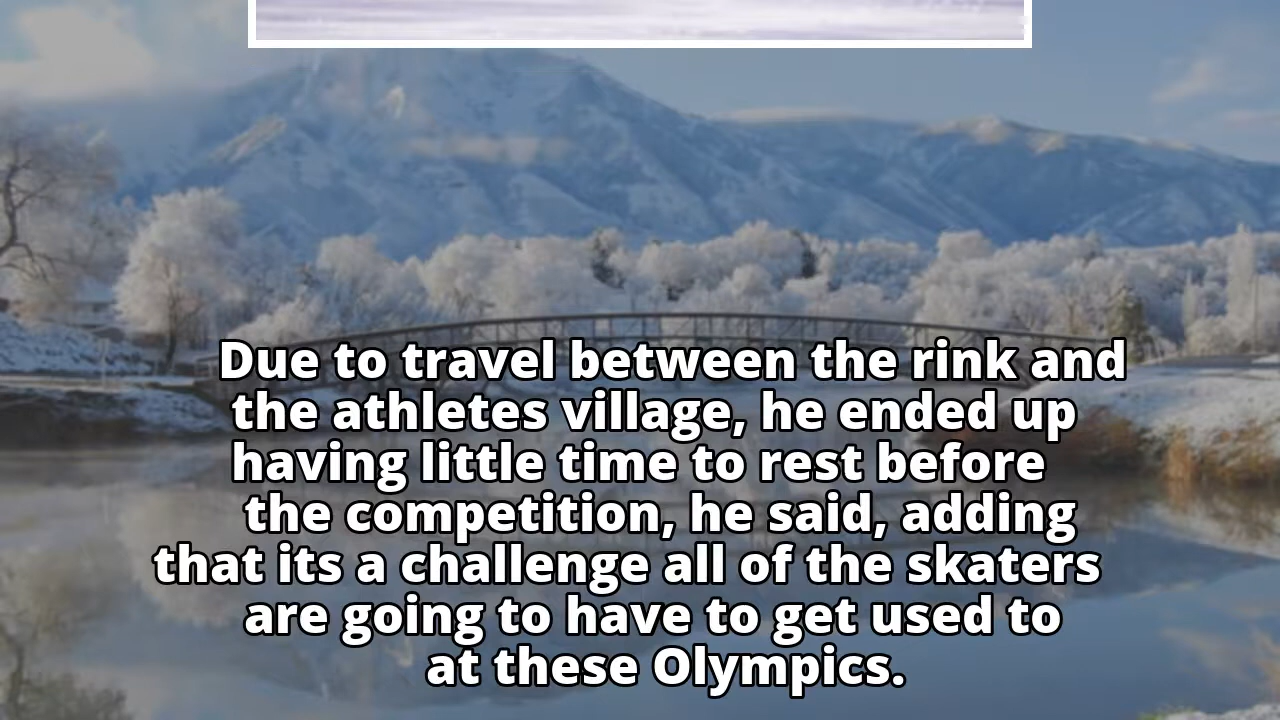 Due to travel between the rink and
the athletes village, he ended up
having little time to rest before
the competition, he said, adding
that its a challenge all of the skaters
are going to have to get used to
at these Olympics.